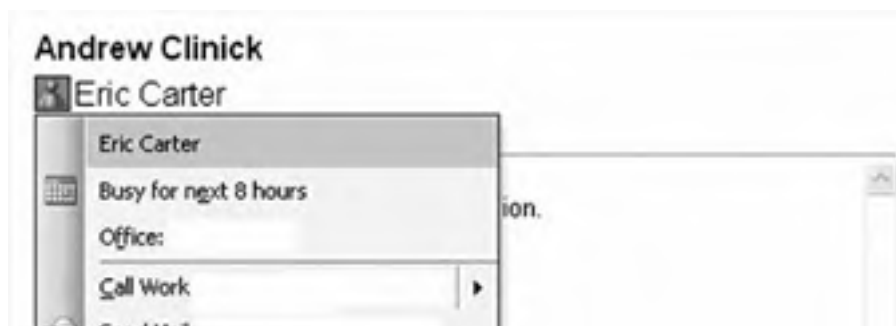 Andrew Clinick
Eric Carter
Eric Carter
Busy for next 8 hours
ion.
Office:
Call Work